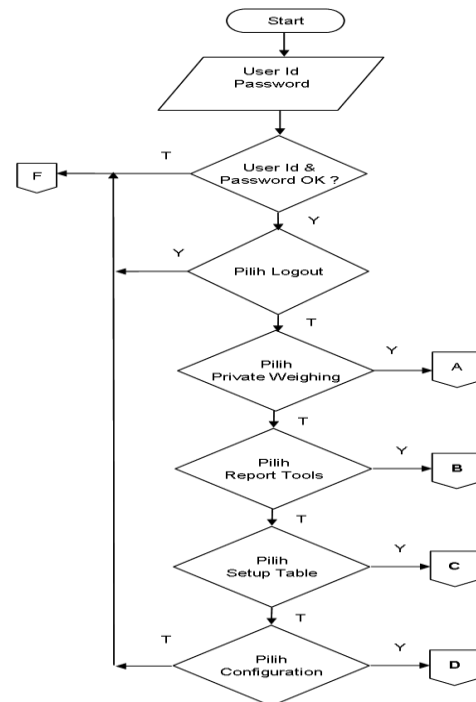 Start
User Id
Password
T
F
User Id &
Password OK ?
Y
Y
Pilih Logout
T
Pilih
Private Weighing
Y
A
T
Pilih
Report Tools
Y
B
T
Pilih
Setup Table
Y
C
T
T
Pilih
Configuration
Y
D